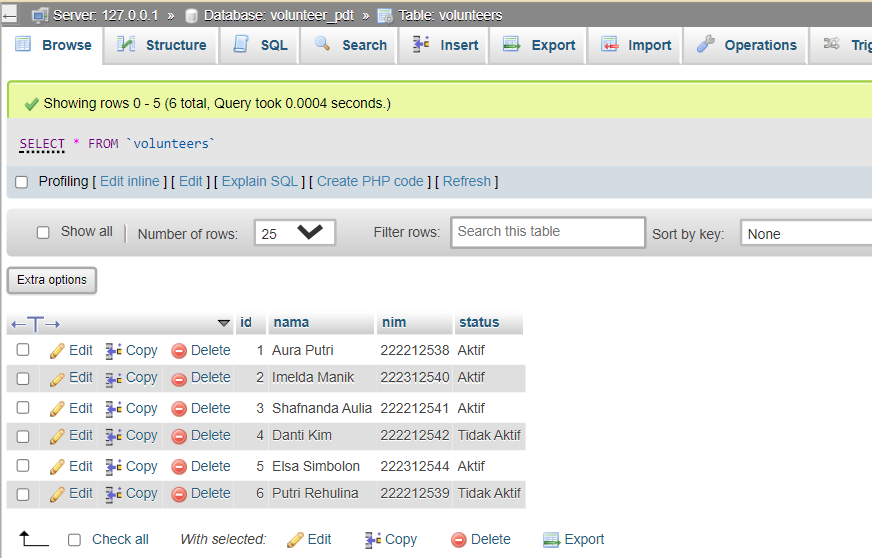 Server: 127.0.0.1 » Database: volunteer_pdt » Table: volunteers
Browse Structure SQL Search Insert Export Import Operations
Showing rows 0 - 5 (6 total, Query took 0.0004 seconds.)
SELECT * FROM `volunteers`
Profiling [ Edit inline ] [ Edit ] [ Explain SQL ] [ Create PHP code ] [ Refresh ]
Show all Number of rows: 25 Filter rows: Search this table Sort by key: None
Extra options
id nama nim status
Edit Copy Delete 1 Aura Putri 222212538 Aktif
Edit Copy Delete 2 Imelda Manik 222312540 Aktif
Edit Copy Delete 3 Shafnanda Aulia 222212541 Aktif
Edit Copy Delete 4 Danti Kim 222212542 Tidak Aktif
Edit Copy Delete 5 Elsa Simbolon 222312544 Aktif
Edit Copy Delete 6 Putri Rehulina 222212539 Tidak Aktif
Check all With selected: Edit Copy Delete Export